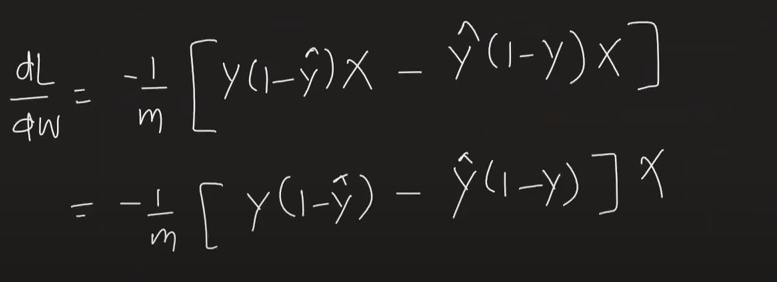 dL/dW = -1/m [y(1-ŷ)X - ŷ(1-y)X]
= -1/m [y(1-ŷ) - ŷ(1-y)]X